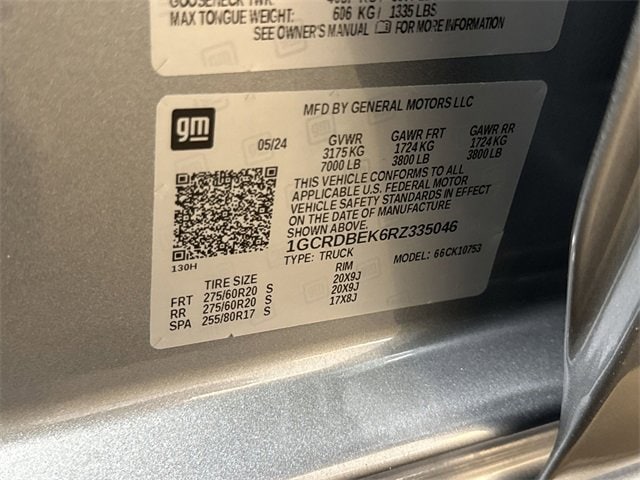 MAX TONGUE WEIGHT: 606 KG/ 1335 LBS
SEE OWNER'S MANUAL FOR MORE INFORMATION
gm
MFD BY GENERAL MOTORS LLC
05/24 GVWR GAWR FRT GAWR RR
3175 KG 1724 KG 1724 KG
7000 LB 3800 LB 3800 LB
THIS VEHICLE CONFORMS TO ALL
APPLICABLE U.S. FEDERAL MOTOR
VEHICLE SAFETY STANDARDS IN EFFECT
ON THE DATE OF MANUFACTURE
SHOWN ABOVE.
1GCRDBEK6RZ335046
130H
TYPE: TRUCK MODEL: 66CK10753
TIRE SIZE RIM
FRT 275/60R20 S 20X9J
RR 275/60R20 S 20X9J
SPA 255/80R17 S 17X8J